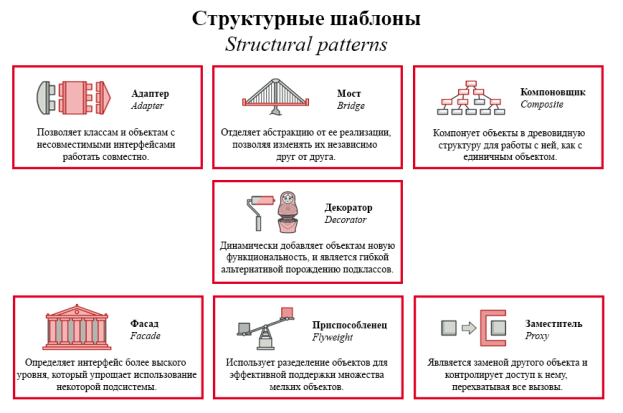 Структурные шаблоны
Structural patterns
Адаптер
Adapter
Позволяет классам и объектам с
несовместимыми интерфейсами
работать совместно.
Мост
Bridge
Отделяет абстракцию от ее реализации,
позволяя изменять их независимо
друг от друга.
Компоновщик
Composite
Компонует объекты в древовидную
структуру для работы с ней, как с
единичным объектом.
Декоратор
Decorator
Динамически добавляет объектам новую
функциональность, и является гибкой
альтернативой порождению подклассов.
Фасад
Facade
Определяет интерфейс более выского
уровня, который упрощает использование
некоторой подсистемы.
Приспособленец
Flyweight
Использует разеделение объектов для
эффективной поддержки множества
мелких объектов.
Заместитель
Proxy
Являвется заменой другого объекта и
контролирует доступ к нему,
перехватывая все вызовы.